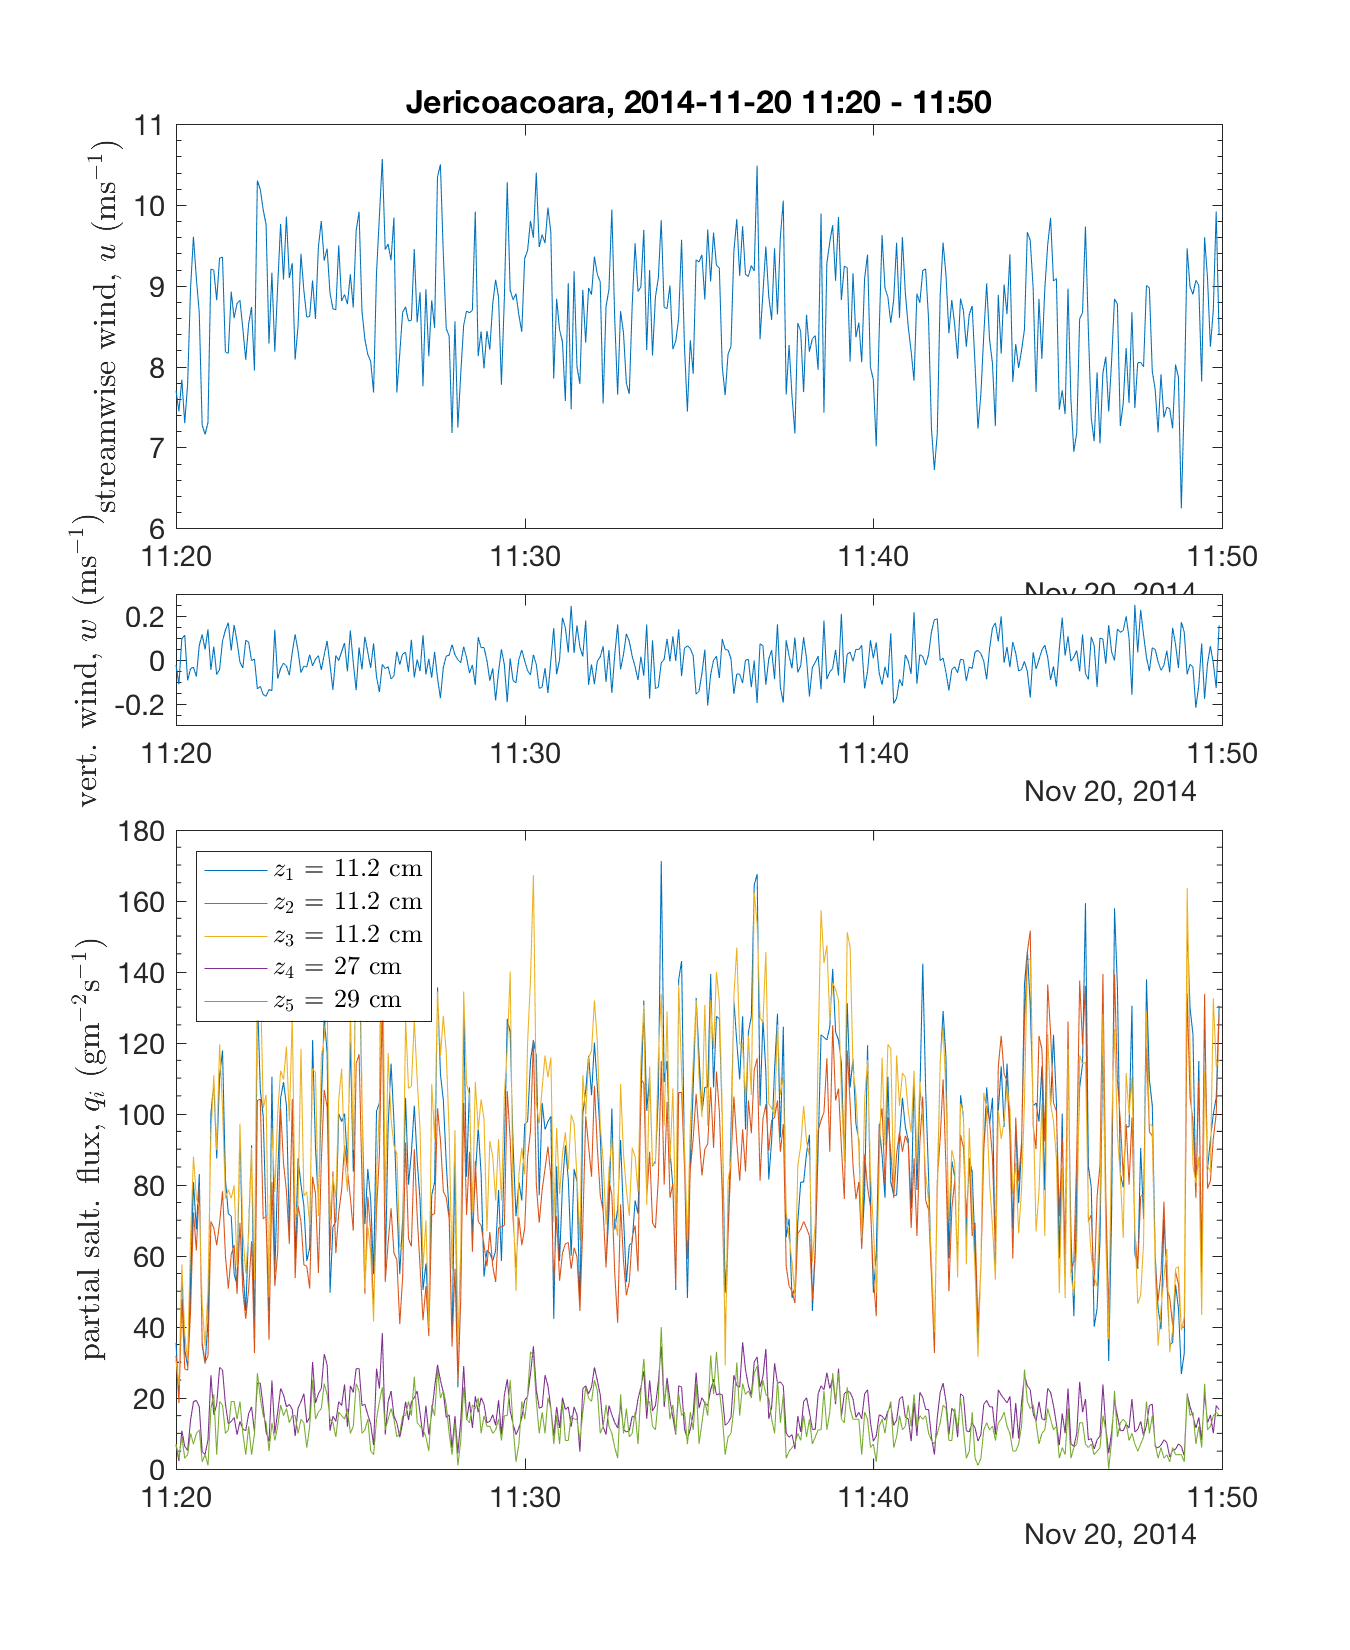 Jericoacoara, 2014-11-20 11:20 - 11:50
streamwise wind, u (ms⁻¹)
11
10
9
8
7
6
11:20 11:30 11:40 11:50
Nov 20, 2014
vert. wind, w (ms⁻¹)
0.2
0
-0.2
11:20 11:30 11:40 11:50
Nov 20, 2014
partial salt. flux, qᵢ (gm⁻²s⁻¹)
180
160
140
120
100
80
60
40
20
0
z₁ = 11.2 cm
z₂ = 11.2 cm
z₃ = 11.2 cm
z₄ = 27 cm
z₅ = 29 cm
11:20 11:30 11:40 11:50
Nov 20, 2014